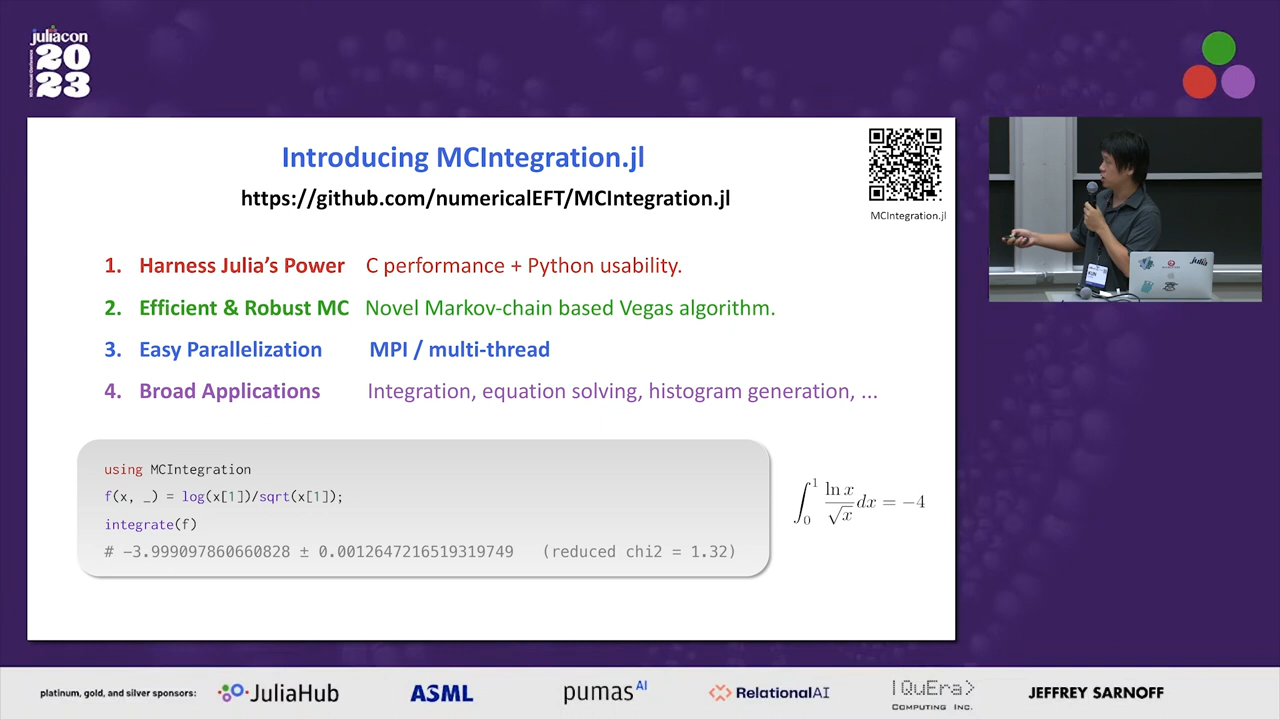 juliacon
20
23
Introducing MCIntegration.jl
https://github.com/numericalEFT/MCIntegration.jl
MCIntegration.jl
1. Harness Julia's Power C performance + Python usability.
2. Efficient & Robust MC Novel Markov-chain based Vegas algorithm.
3. Easy Parallelization MPI / multi-thread
4. Broad Applications Integration, equation solving, histogram generation, ...
using MCIntegration
f(x, _) = log(x[1])/sqrt(x[1]);
integrate(f)
# -3.999097860660828 ± 0.0012647216519319749 (reduced chi2 = 1.32)
∫₀¹ ln x / √x dx = −4
julia
KUN
platinum, gold, and silver sponsors: JuliaHub ASML pumasAI RelationalAI |QuEra> COMPUTING INC. JEFFREY SARNOFF